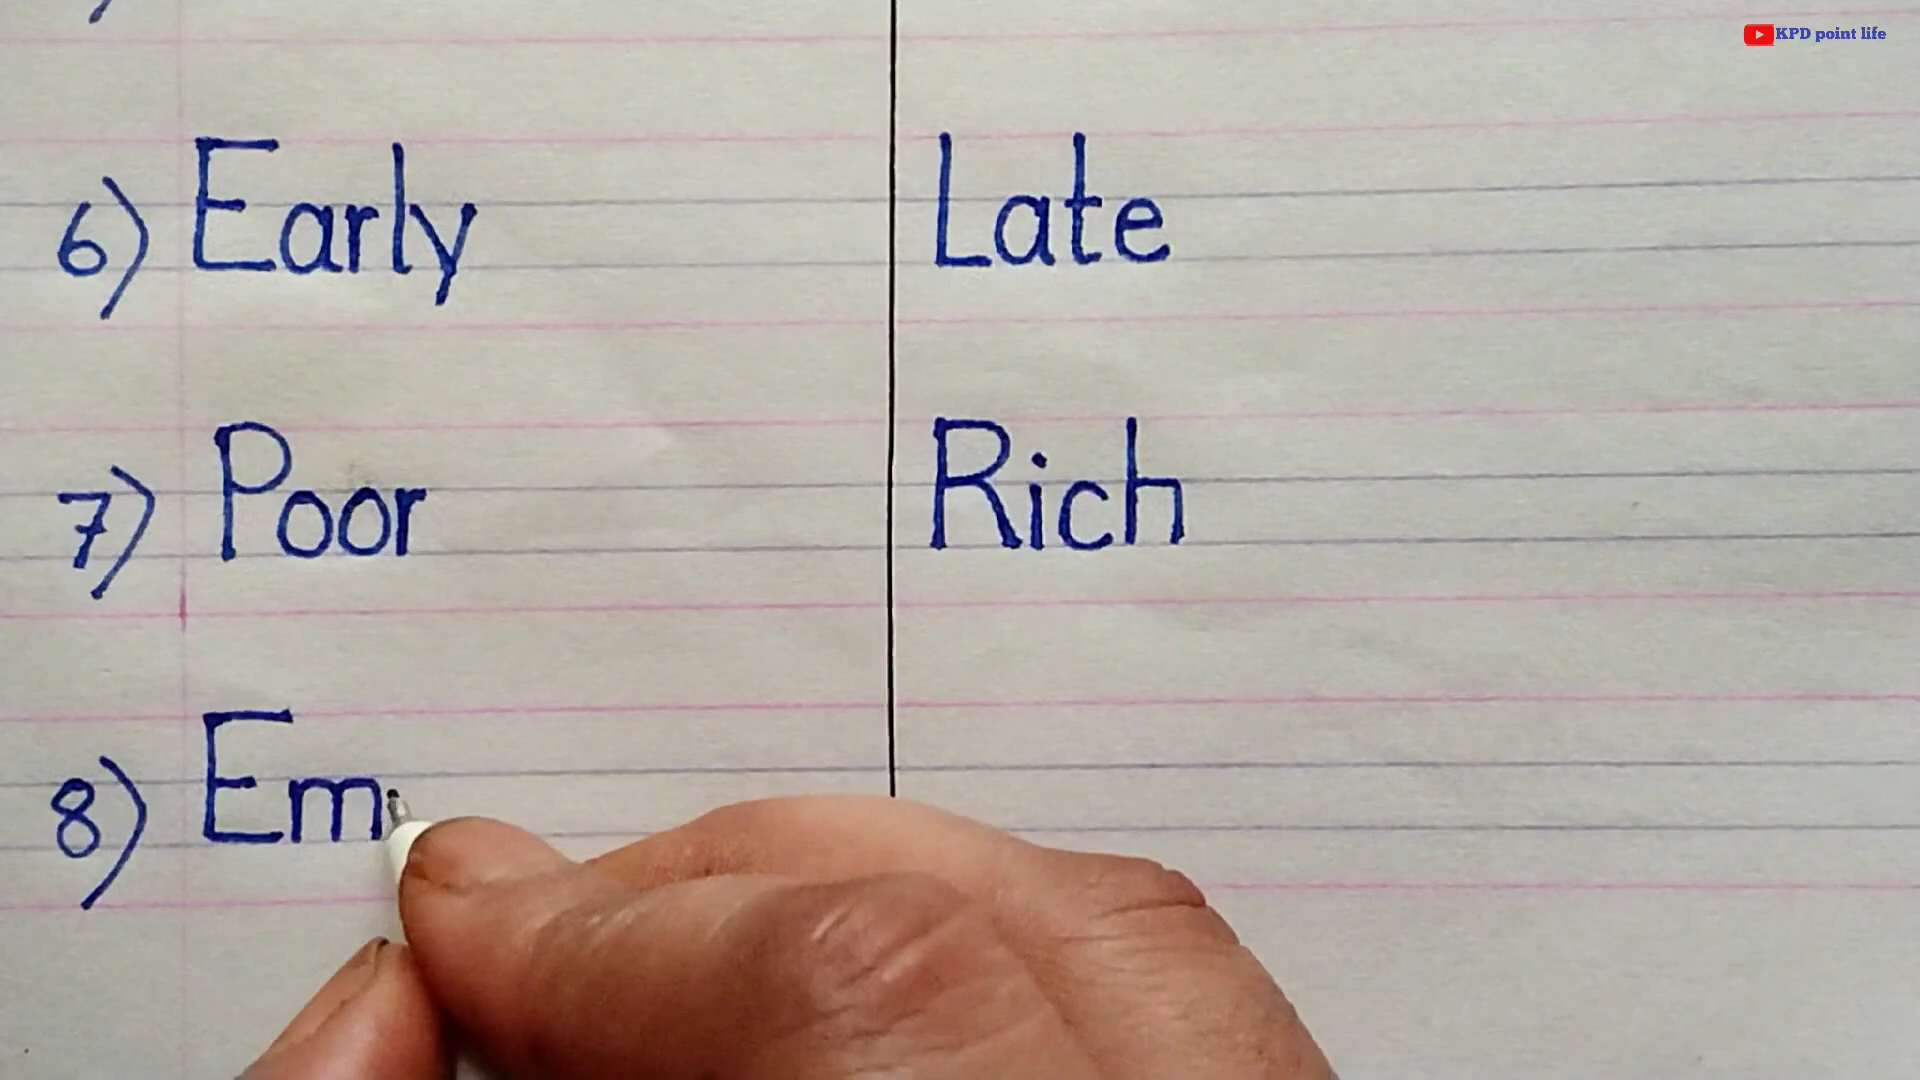 KPD point life
6) Early Late
7) Poor Rich
8) Em